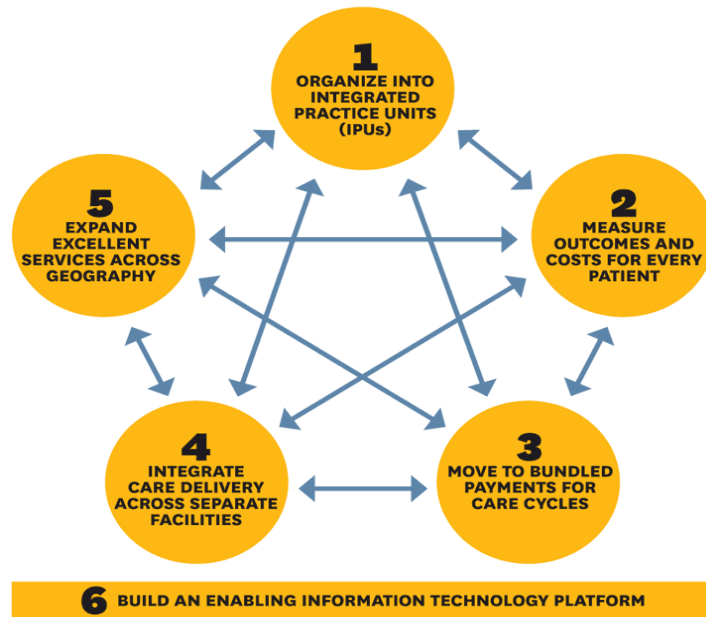 1
ORGANIZE INTO
INTEGRATED
PRACTICE UNITS
(IPUs)
2
MEASURE
OUTCOMES AND
COSTS FOR EVERY
PATIENT
3
MOVE TO BUNDLED
PAYMENTS FOR
CARE CYCLES
4
INTEGRATE
CARE DELIVERY
ACROSS SEPARATE
FACILITIES
5
EXPAND
EXCELLENT
SERVICES ACROSS
GEOGRAPHY
6 BUILD AN ENABLING INFORMATION TECHNOLOGY PLATFORM